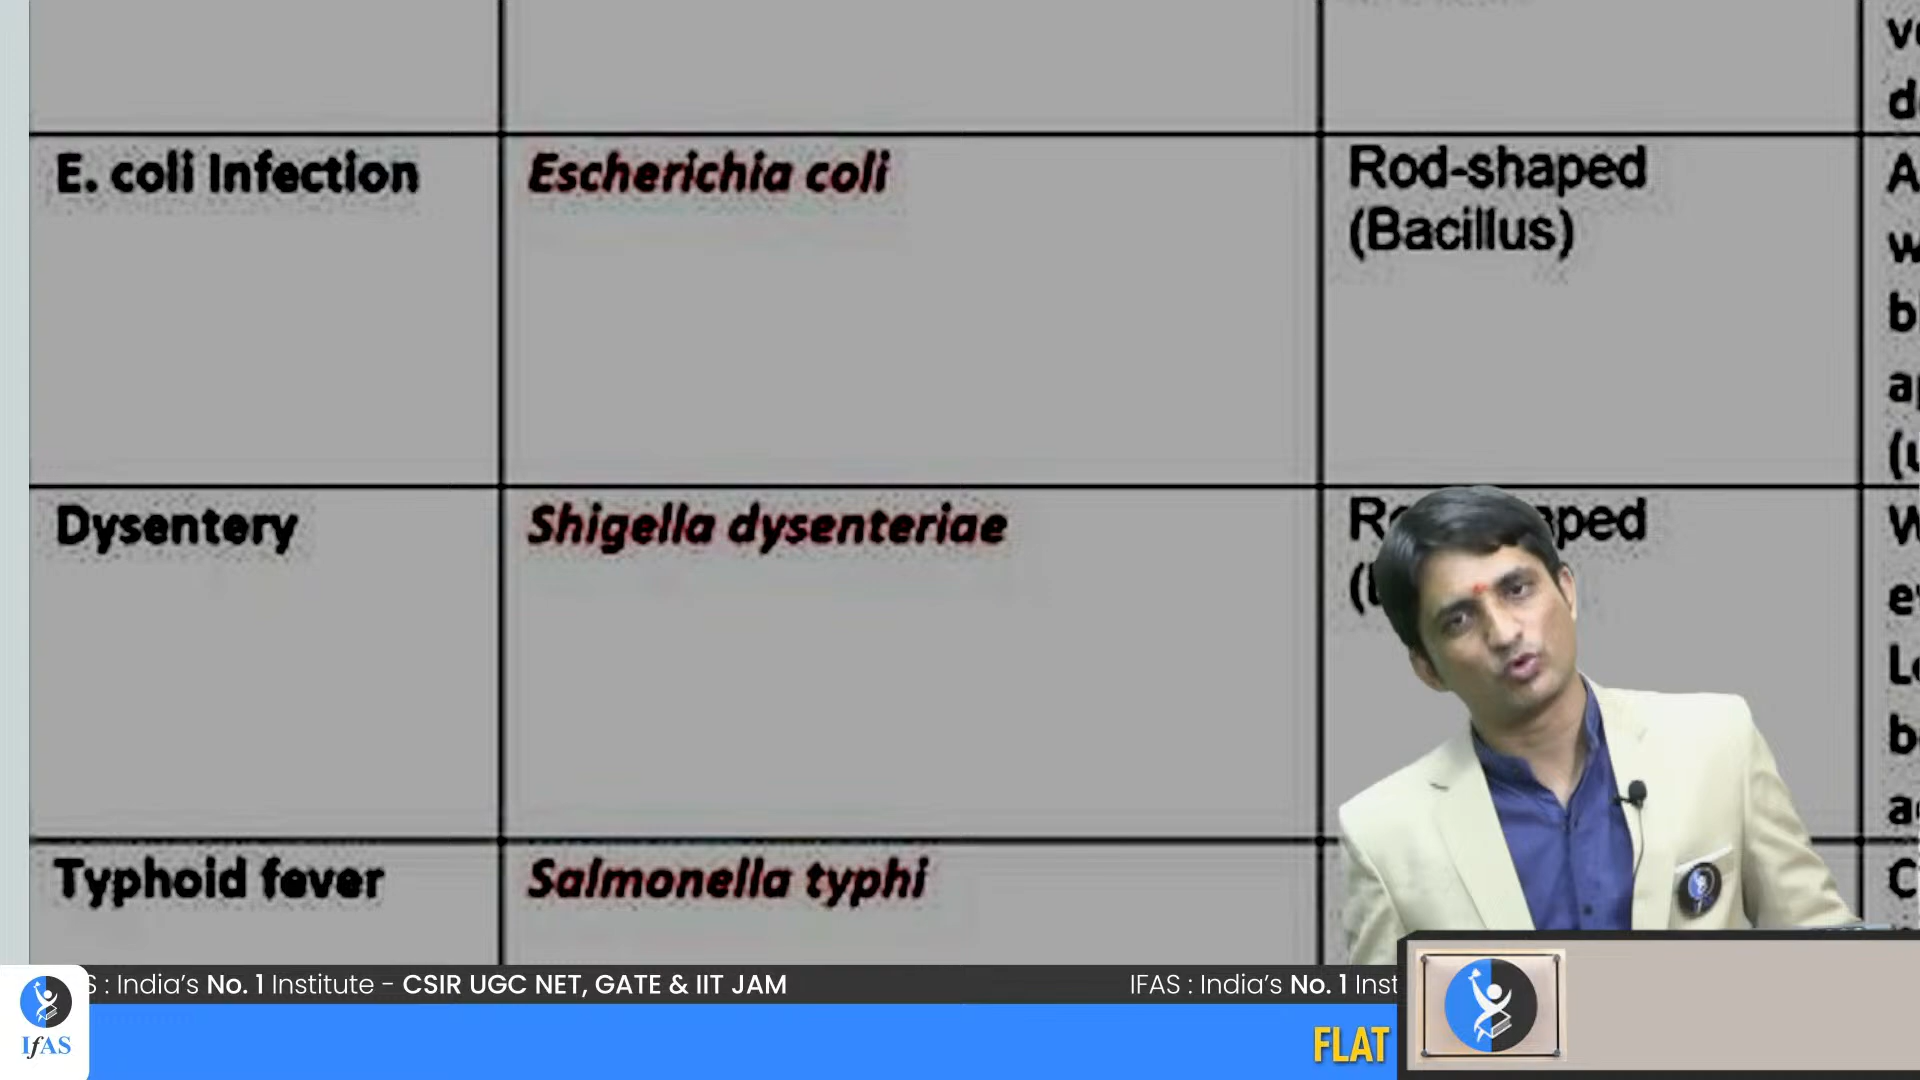 E. coli Infection
Escherichia coli
Rod-shaped
(Bacillus)
Dysentery
Shigella dysenteriae
Typhoid fever
Salmonella typhi
S : India's No. 1 Institute - CSIR UGC NET, GATE & IIT JAM
IFAS : India's No. 1 Inst
IfAS
FLAT